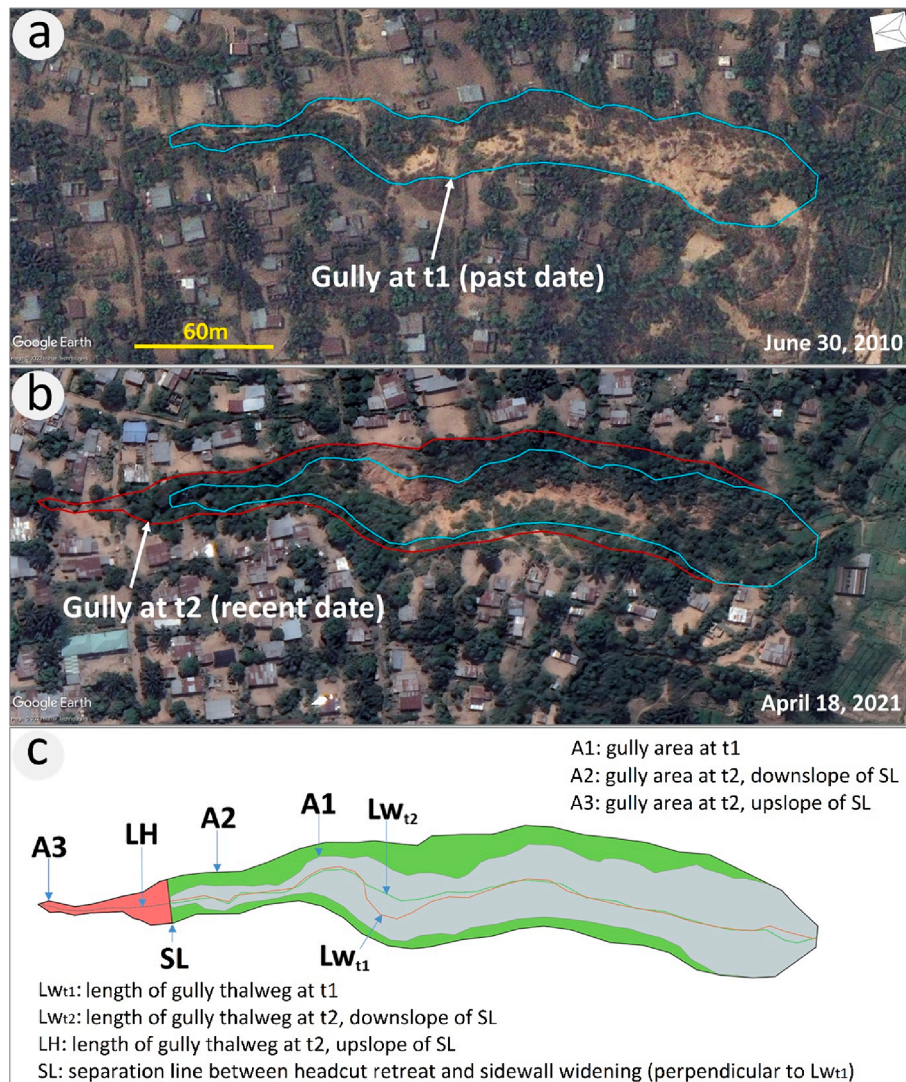 a
Gully at t1 (past date)
60m
Google Earth
June 30, 2010
b
Gully at t2 (recent date)
Google Earth
April 18, 2021
c
A1: gully area at t1
A2: gully area at t2, downslope of SL
A3: gully area at t2, upslope of SL
A3
LH
A2
A1
Lwt2
SL
Lwt1
Lwt1: length of gully thalweg at t1
Lwt2: length of gully thalweg at t2, downslope of SL
LH: length of gully thalweg at t2, upslope of SL
SL: separation line between headcut retreat and sidewall widening (perpendicular to Lwt1)